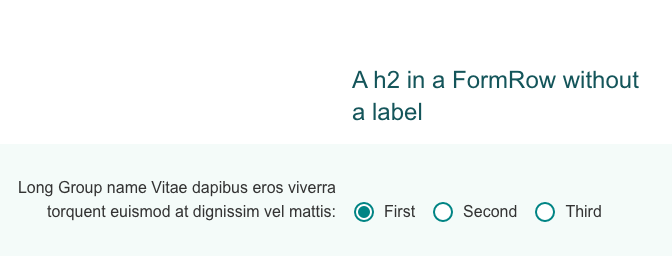 A h2 in a FormRow without
a label
Long Group name Vitae dapibus eros viverra
torquent euismod at dignissim vel mattis: First Second Third